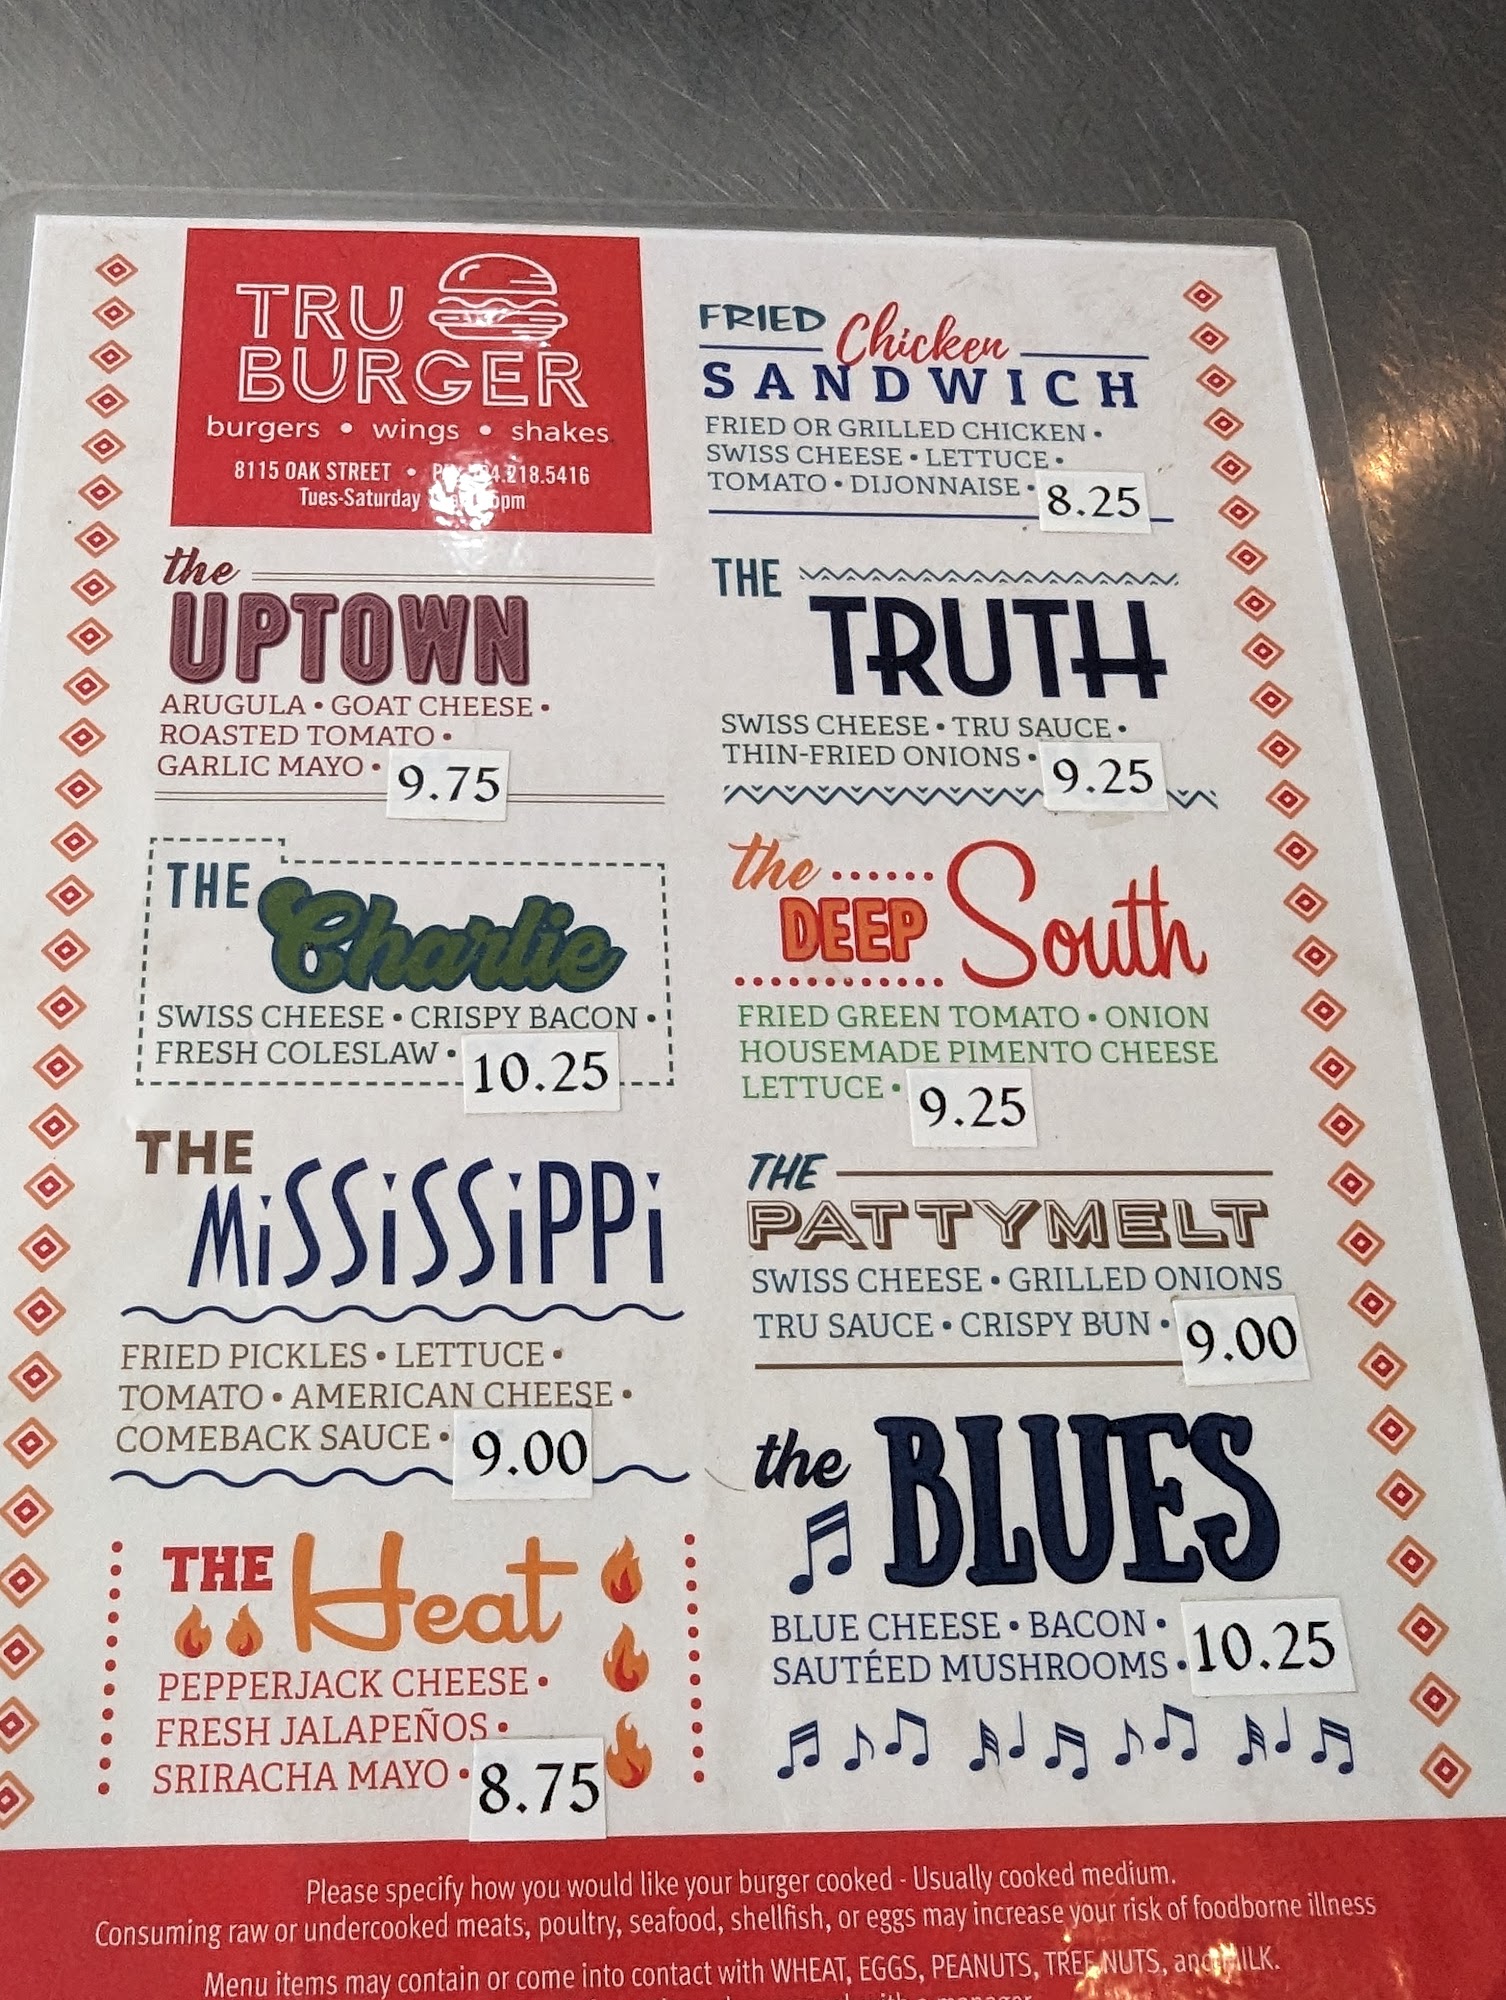 TRU
BURGER
burgers • wings • shakes
8115 OAK STREET • 218.5416
Tues-Saturday
the
UPTOWN
ARUGULA • GOAT CHEESE •
ROASTED TOMATO •
GARLIC MAYO • 9.75
THE
Charlie
SWISS CHEESE • CRISPY BACON •
FRESH COLESLAW • 10.25
THE
MiSSiSSiPPi
FRIED PICKLES • LETTUCE •
TOMATO • AMERICAN CHEESE •
COMEBACK SAUCE • 9.00
THE Heat
PEPPERJACK CHEESE •
FRESH JALAPEÑOS •
SRIRACHA MAYO • 8.75
FRIED Chicken
SANDWICH
FRIED OR GRILLED CHICKEN •
SWISS CHEESE • LETTUCE •
TOMATO • DIJONNAISE • 8.25
THE
TRUTH
SWISS CHEESE • TRU SAUCE •
THIN-FRIED ONIONS • 9.25
the
DEEP South
FRIED GREEN TOMATO • ONION
HOUSEMADE PIMENTO CHEESE
LETTUCE • 9.25
THE
PATTYMELT
SWISS CHEESE • GRILLED ONIONS
TRU SAUCE • CRISPY BUN • 9.00
the BLUES
BLUE CHEESE • BACON •
SAUTÉED MUSHROOMS • 10.25
Please specify how you would like your burger cooked - Usually cooked medium.
Consuming raw or undercooked meats, poultry, seafood, shellfish, or eggs may increase your risk of foodborne illness
Menu items may contain or come into contact with WHEAT, EGGS, PEANUTS, TREE NUTS, and MILK.